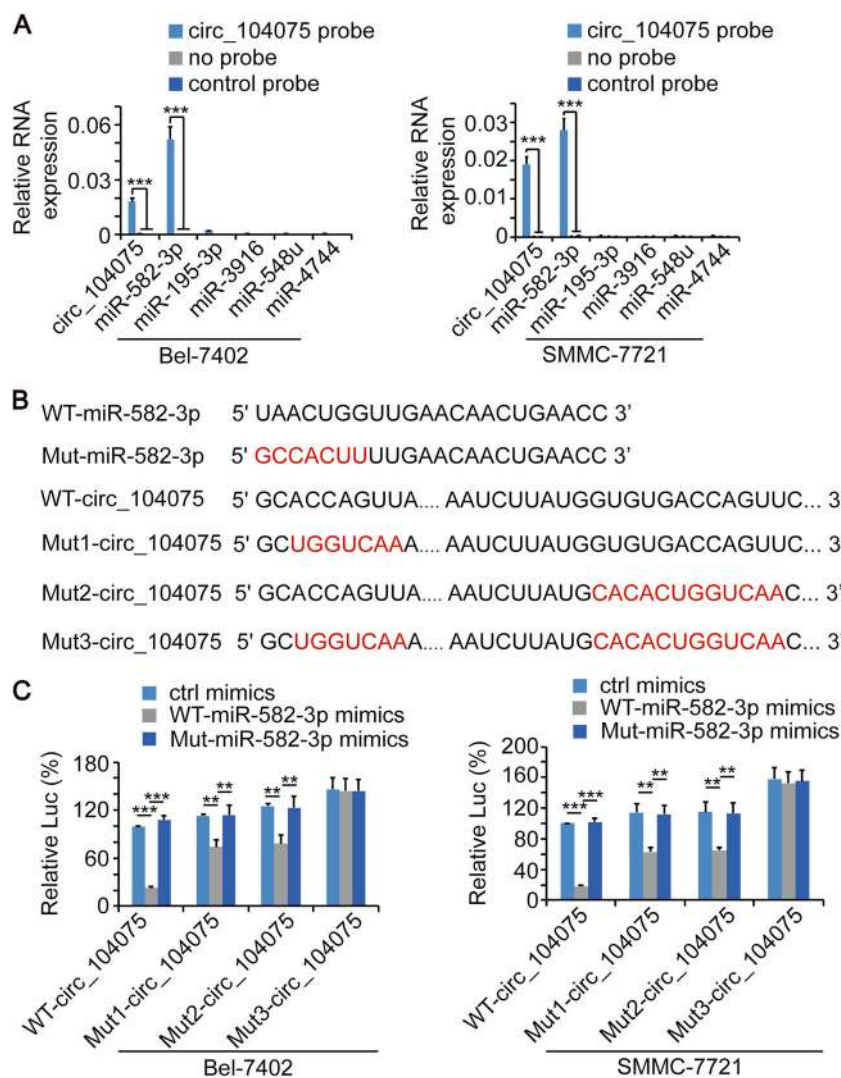 A
circ_104075 probe
no probe
control probe
Relative RNA
expression
0.06
0.03
0
***
***
circ_104075
miR-582-3p
miR-195-3p
miR-3916
miR-548u
miR-4744
Bel-7402
circ_104075 probe
no probe
control probe
Relative RNA
expression
0.03
0.02
0.01
0
***
***
circ_104075
miR-582-3p
miR-195-3p
miR-3916
miR-548u
miR-4744
SMMC-7721
B
WT-miR-582-3p 5' UAACUGGUUGAACAACUGAACC 3'
Mut-miR-582-3p 5' GCCACUUUUGAACAACUGAACC 3'
WT-circ_104075 5' GCACCAGUUA.... AAUCUUAUGGUGUGACCAGUUC... 3'
Mut1-circ_104075 5' GCUGGUCAAA.... AAUCUUAUGGUGUGACCAGUUC... 3'
Mut2-circ_104075 5' GCACCAGUUA.... AAUCUUAUGCACACUGGUCAAC... 3'
Mut3-circ_104075 5' GCUGGUCAAA.... AAUCUUAUGCACACUGGUCAAC... 3'
C
ctrl mimics
WT-miR-582-3p mimics
Mut-miR-582-3p mimics
Relative Luc (%)
180
120
60
0
*** ***
** **
** **
WT-circ_104075
Mut1-circ_104075
Mut2-circ_104075
Mut3-circ_104075
Bel-7402
ctrl mimics
WT-miR-582-3p mimics
Mut-miR-582-3p mimics
Relative Luc (%)
200
160
120
80
40
0
*** ***
** **
** **
WT-circ_104075
Mut1-circ_104075
Mut2-circ_104075
Mut3-circ_104075
SMMC-7721